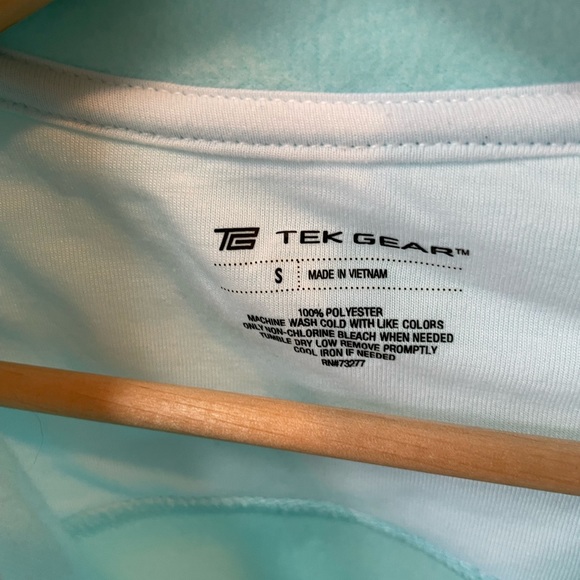 TG TEK GEAR™
S MADE IN VIETNAM
100% POLYESTER
MACHINE WASH COLD WITH LIKE COLORS
ONLY NON-CHLORINE BLEACH WHEN NEEDED
TUMBLE DRY LOW REMOVE PROMPTLY
COOL IRON IF NEEDED
RN#73277